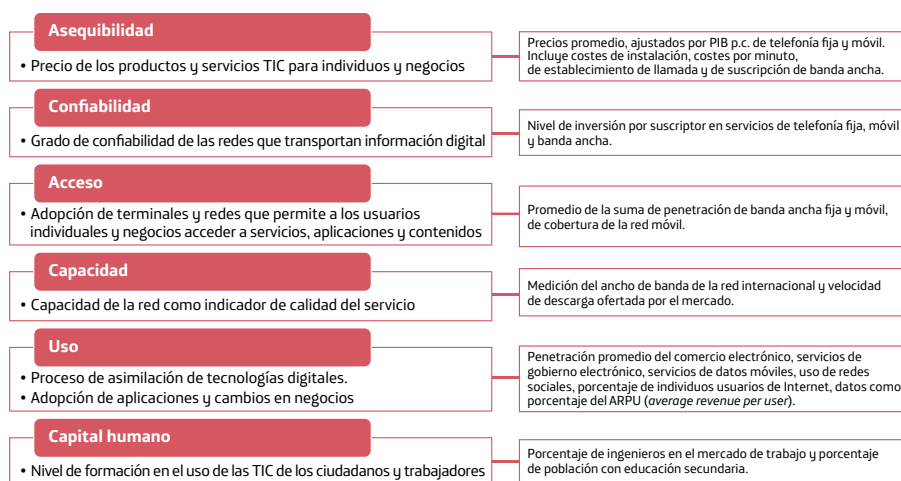 Asequibilidad
• Precio de los productos y servicios TIC para individuos y negocios
Precios promedio, ajustados por PIB p.c. de telefonía fija y móvil.
Incluye costes de instalación, costes por minuto,
de establecimiento de llamada y de suscripción de banda ancha.
Confiabilidad
• Grado de confiabilidad de las redes que transportan información digital
Nivel de inversión por suscriptor en servicios de telefonía fija, móvil
y banda ancha.
Acceso
• Adopción de terminales y redes que permite a los usuarios
individuales y negocios acceder a servicios, aplicaciones y contenidos
Promedio de la suma de penetración de banda ancha fija y móvil,
de cobertura de la red móvil.
Capacidad
• Capacidad de la red como indicador de calidad del servicio
Medición del ancho de banda de la red internacional y velocidad
de descarga ofertada por el mercado.
Uso
• Proceso de asimilación de tecnologías digitales.
• Adopción de aplicaciones y cambios en negocios
Penetración promedio del comercio electrónico, servicios de
gobierno electrónico, servicios de datos móviles, uso de redes
sociales, porcentaje de individuos usuarios de Internet, datos como
porcentaje del ARPU (average revenue per user).
Capital humano
• Nivel de formación en el uso de las TIC de los ciudadanos y trabajadores
Porcentaje de ingenieros en el mercado de trabajo y porcentaje
de población con educación secundaria.